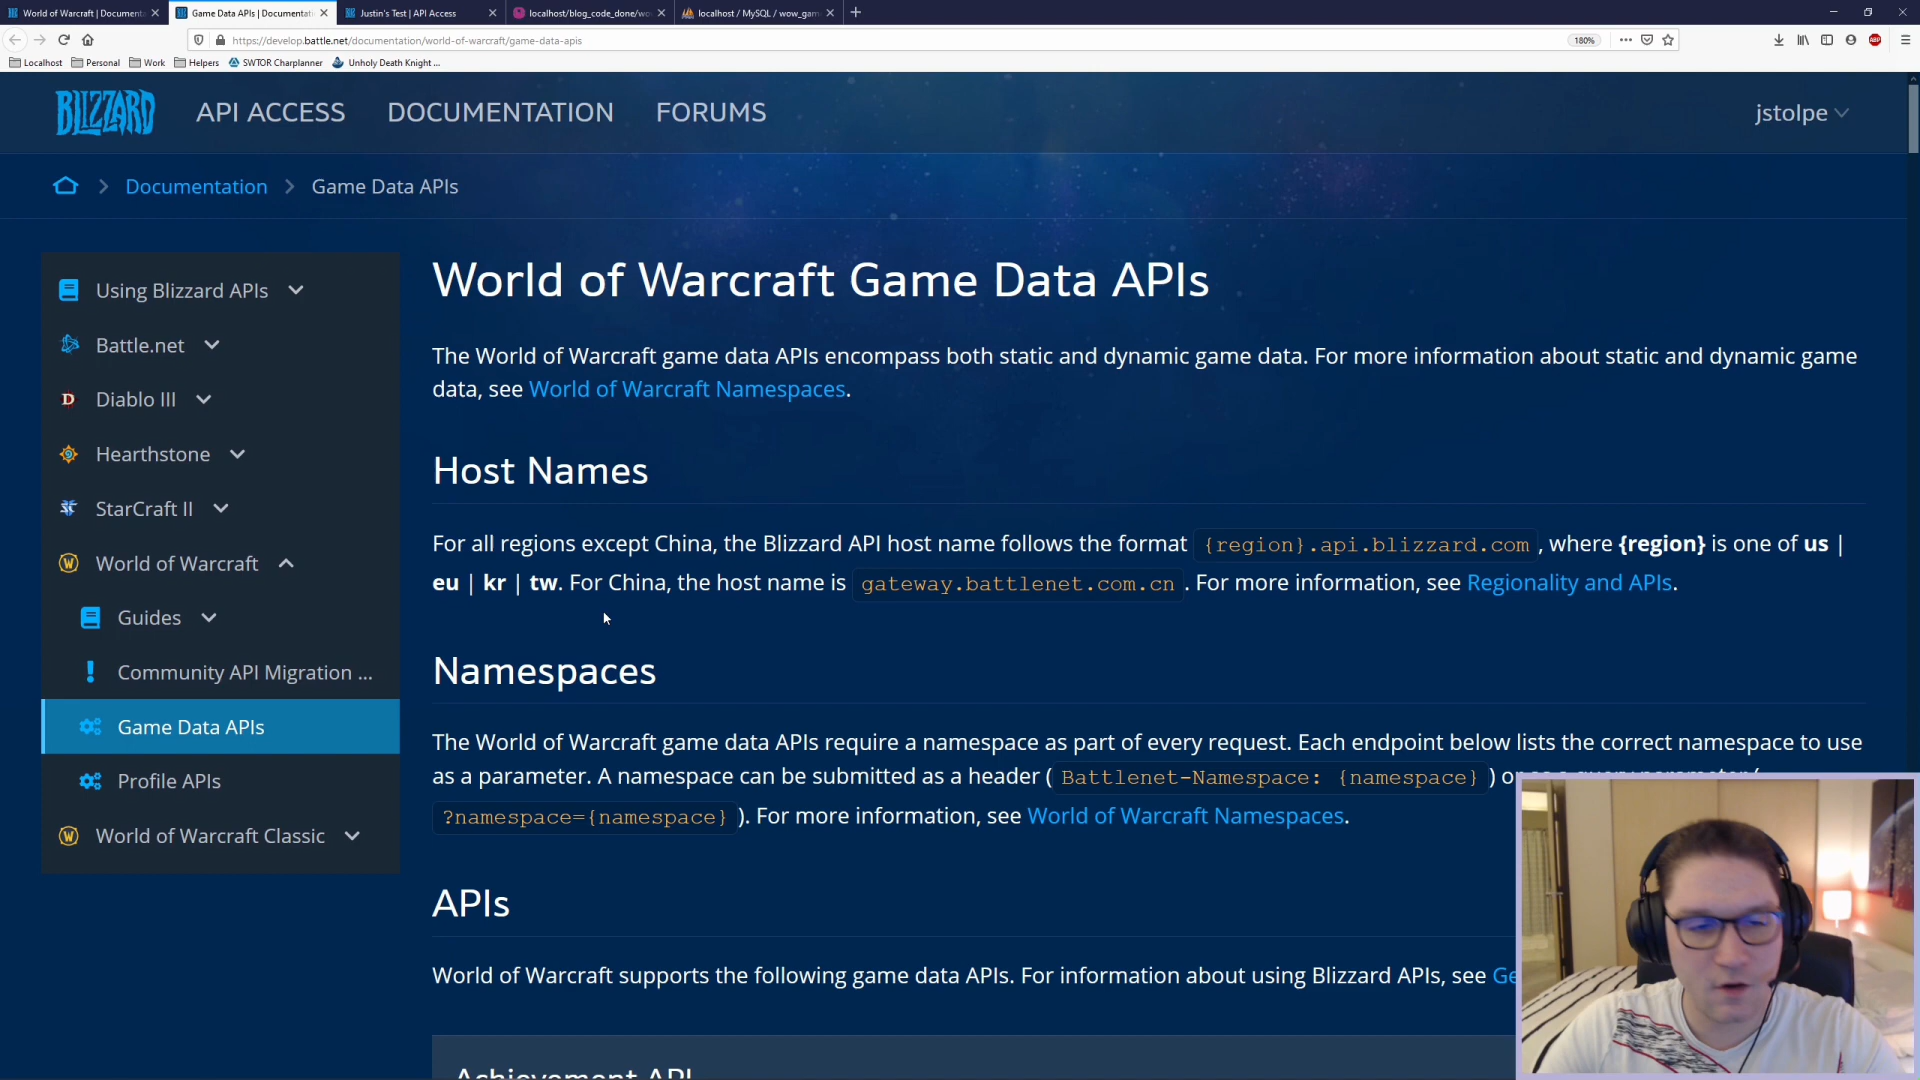 World of Warcraft | Document
Game Data APIs | Documentati
Justin's Test | API Access
localhost/blog_code_done/wo
localhost / MySQL / wow_gam
https://develop.battle.net/documentation/world-of-warcraft/game-data-apis
180%
ABP
Localhost
Personal
Work
Helpers
SWTOR Charplanner
Unholy Death Knight ...
BLIZZARD
API ACCESS
DOCUMENTATION
FORUMS
jstolpe
Documentation
Game Data APIs
Using Blizzard APIs
Battle.net
Diablo III
Hearthstone
StarCraft II
World of Warcraft
Guides
Community API Migration ...
Game Data APIs
Profile APIs
World of Warcraft Classic
World of Warcraft Game Data APIs
The World of Warcraft game data APIs encompass both static and dynamic game data. For more information about static and dynamic game
data, see World of Warcraft Namespaces.
Host Names
For all regions except China, the Blizzard API host name follows the format {region}.api.blizzard.com, where {region} is one of us |
eu | kr | tw. For China, the host name is gateway.battlenet.com.cn. For more information, see Regionality and APIs.
Namespaces
The World of Warcraft game data APIs require a namespace as part of every request. Each endpoint below lists the correct namespace to use
as a parameter. A namespace can be submitted as a header (Battlenet-Namespace: {namespace}) or
?namespace={namespace}). For more information, see World of Warcraft Namespaces.
APIs
World of Warcraft supports the following game data APIs. For information about using Blizzard APIs, see Ge
Achievement API